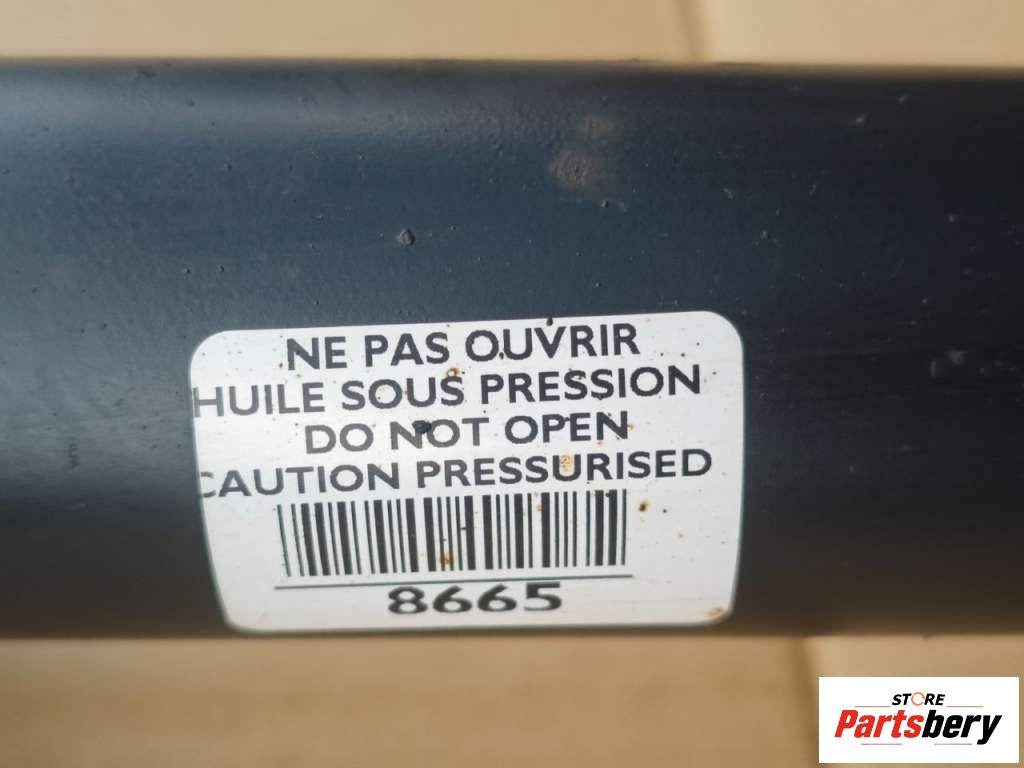 NE PAS OUVRIR
HUILE SOUS PRESSION
DO NOT OPEN
CAUTION PRESSURISED
8665
STORE
Partsbery